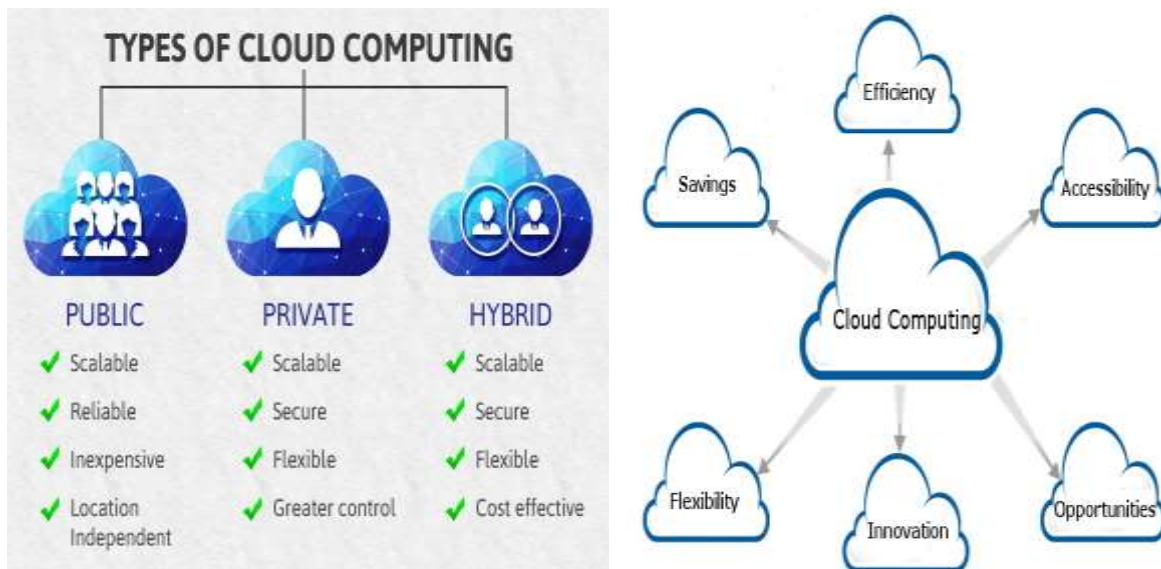 TYPES OF CLOUD COMPUTING
PUBLIC
Scalable
Reliable
Inexpensive
Location
Independent
PRIVATE
Scalable
Secure
Flexible
Greater control
HYBRID
Scalable
Secure
Flexible
Cost effective
Efficiency
Savings
Accessibility
Cloud Computing
Flexibility
Innovation
Opportunities